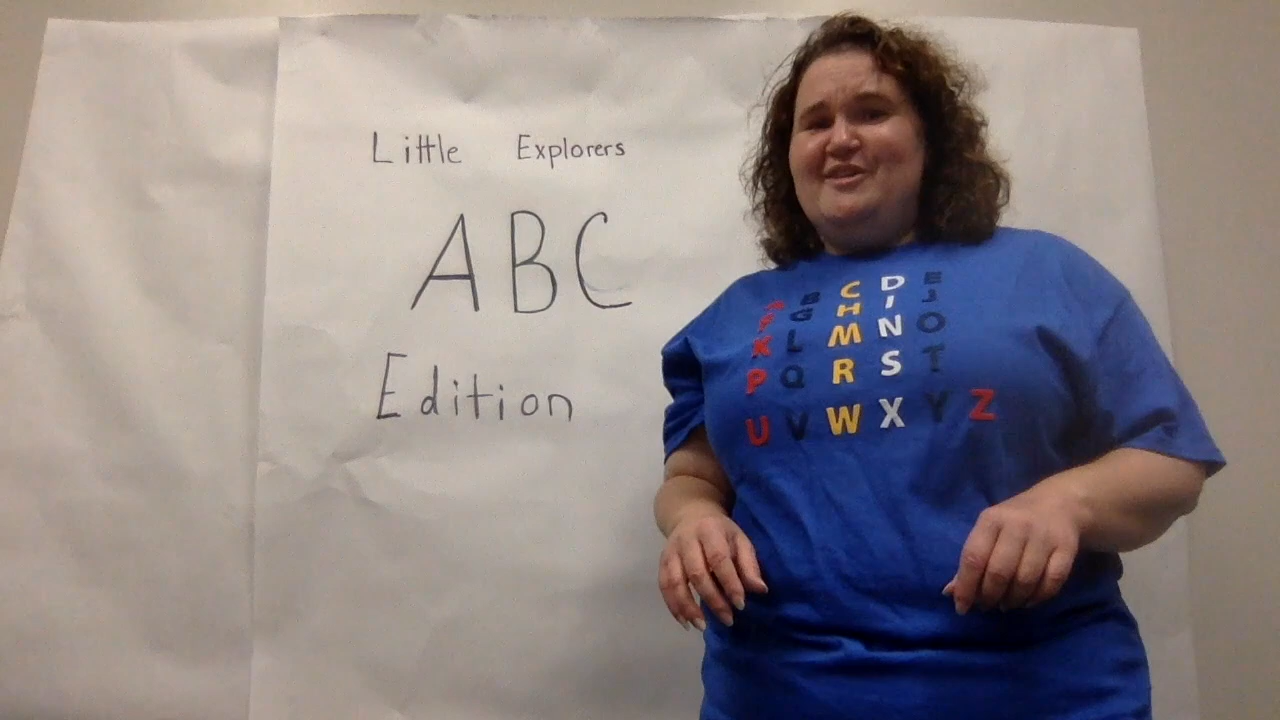 Little Explorers
ABC
Edition
A B C D E
F G H I J
K L M N O
P Q R S T
U V W X Y Z